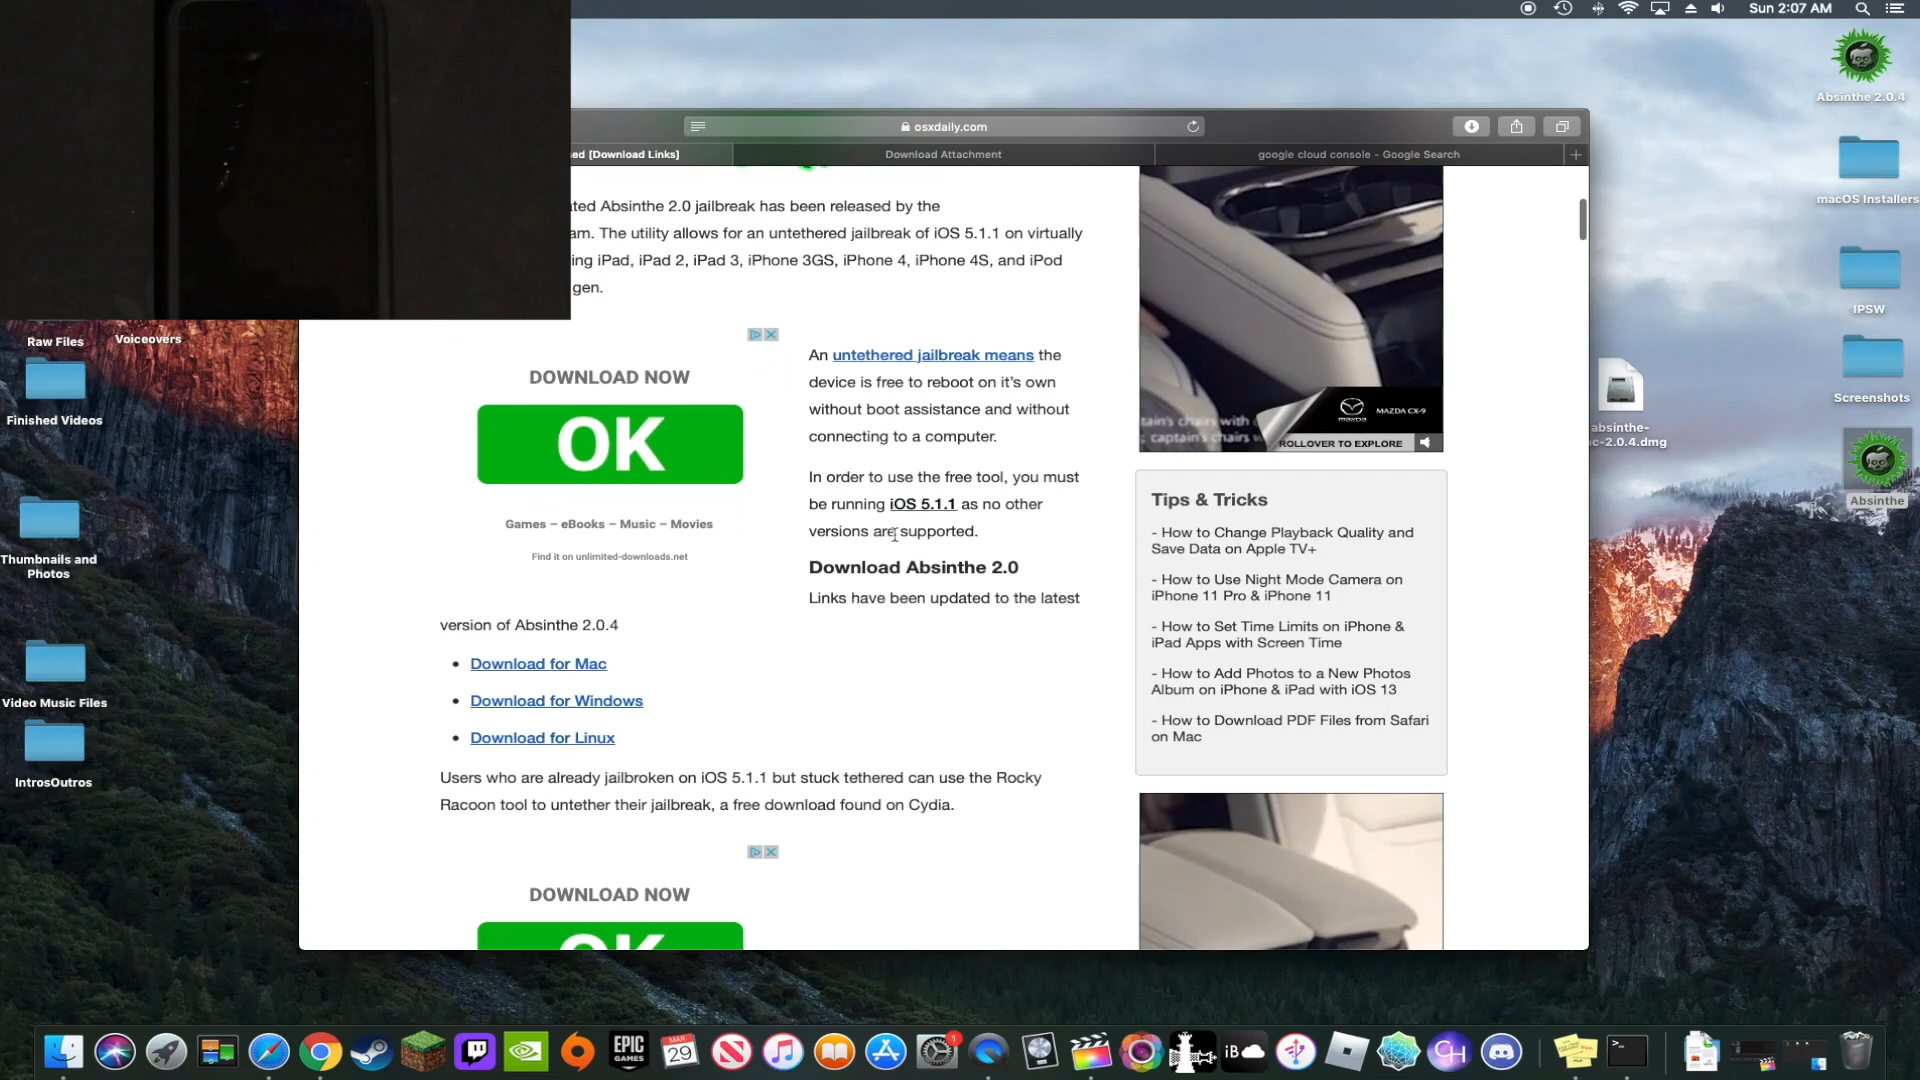 Sun 2:07 AM
Absinthe 2.0.4
macOS Installers
IPSW
Screenshots
Absinthe
absinthe-
c-2.0.4.dmg
Raw Files
Voiceovers
Finished Videos
Thumbnails and
Photos
Video Music Files
IntrosOutros
osxdaily.com
sed [Download Links]
Download Attachment
google cloud console - Google Search
ted Absinthe 2.0 jailbreak has been released by the
am. The utility allows for an untethered jailbreak of iOS 5.1.1 on virtually
ing iPad, iPad 2, iPad 3, iPhone 3GS, iPhone 4, iPhone 4S, and iPod
gen.
DOWNLOAD NOW
OK
Games – eBooks – Music – Movies
Find it on unlimited-downloads.net
An untethered jailbreak means the
device is free to reboot on it's own
without boot assistance and without
connecting to a computer.
In order to use the free tool, you must
be running iOS 5.1.1 as no other
versions are supported.
Download Absinthe 2.0
Links have been updated to the latest
version of Absinthe 2.0.4
• Download for Mac
• Download for Windows
• Download for Linux
Users who are already jailbroken on iOS 5.1.1 but stuck tethered can use the Rocky
Racoon tool to untether their jailbreak, a free download found on Cydia.
DOWNLOAD NOW
OK
tain's chairs with
captain's chairs w
mazda
MAZDA CX-9
ROLLOVER TO EXPLORE
Tips & Tricks
- How to Change Playback Quality and
Save Data on Apple TV+
- How to Use Night Mode Camera on
iPhone 11 Pro & iPhone 11
- How to Set Time Limits on iPhone &
iPad Apps with Screen Time
- How to Add Photos to a New Photos
Album on iPhone & iPad with iOS 13
- How to Download PDF Files from Safari
on Mac
EPIC
GAMES
MAR
29
1
iB
CH
>_